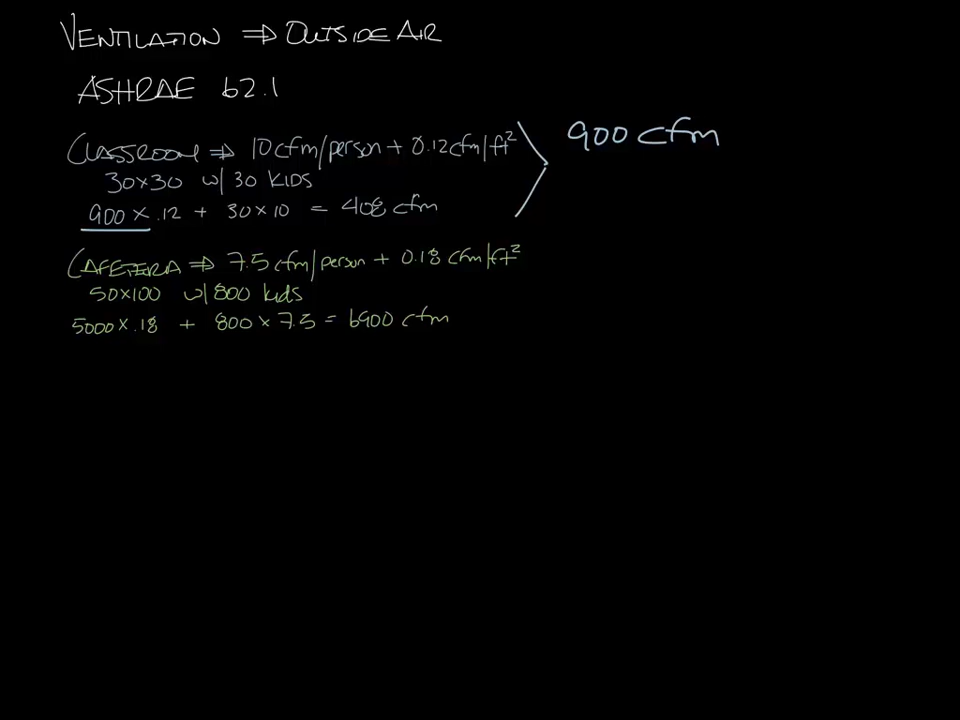 VENTILATION ⇒ OUTSIDE AIR
ASHRAE 62.1
CLASSROOM ⇒ 10 cfm/person + 0.12 cfm/ft²
30×30 w/ 30 KIDS
900 × .12 + 30×10 = 408 cfm
900 cfm
CAFETERIA ⇒ 7.5 cfm/person + 0.18 cfm/ft²
50×100 w/ 800 kids
5000 × .18 + 800 × 7.5 = 6900 cfm